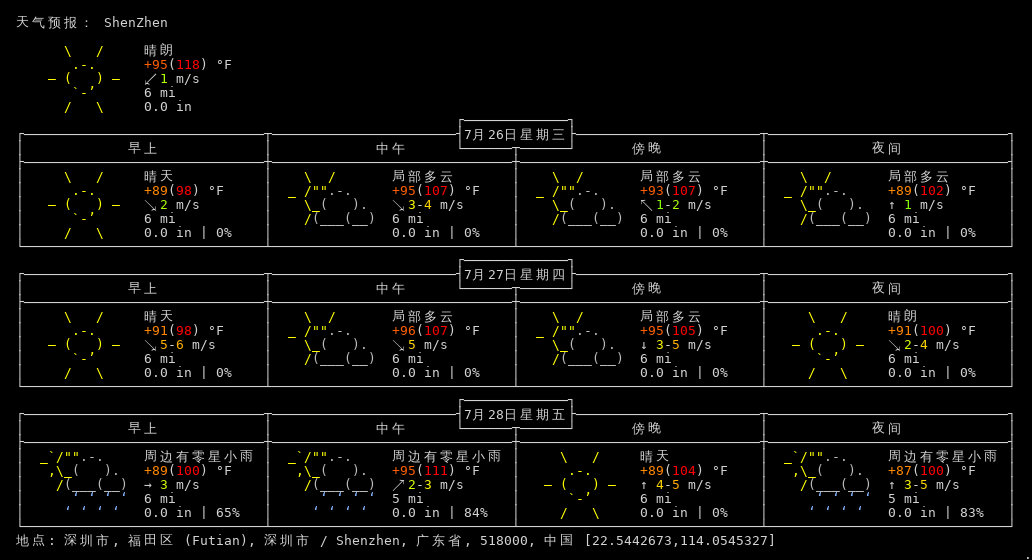 天气预报： ShenZhen
晴朗
+95(118) °F
↙ 1 m/s
6 mi
0.0 in
7月26日星期三
早上 中午 傍晚 夜间
晴天 局部多云 局部多云 局部多云
+89(98) °F +95(107) °F +93(107) °F +89(102) °F
↘ 2 m/s ↘ 3-4 m/s ↖ 1-2 m/s ↑ 1 m/s
6 mi 6 mi 6 mi 6 mi
0.0 in | 0% 0.0 in | 0% 0.0 in | 0% 0.0 in | 0%
7月27日星期四
早上 中午 傍晚 夜间
晴天 局部多云 局部多云 晴朗
+91(98) °F +96(107) °F +95(105) °F +91(100) °F
↘ 5-6 m/s ↘ 5 m/s ↓ 3-5 m/s ↘ 2-4 m/s
6 mi 6 mi 6 mi 6 mi
0.0 in | 0% 0.0 in | 0% 0.0 in | 0% 0.0 in | 0%
7月28日星期五
早上 中午 傍晚 夜间
周边有零星小雨 周边有零星小雨 晴天 周边有零星小雨
+89(100) °F +95(111) °F +89(104) °F +87(100) °F
→ 3 m/s ↗ 2-3 m/s ↑ 4-5 m/s ↑ 3-5 m/s
6 mi 5 mi 6 mi 5 mi
0.0 in | 65% 0.0 in | 84% 0.0 in | 0% 0.0 in | 83%
地点: 深圳市, 福田区 (Futian), 深圳市 / Shenzhen, 广东省, 518000, 中国 [22.5442673,114.0545327]